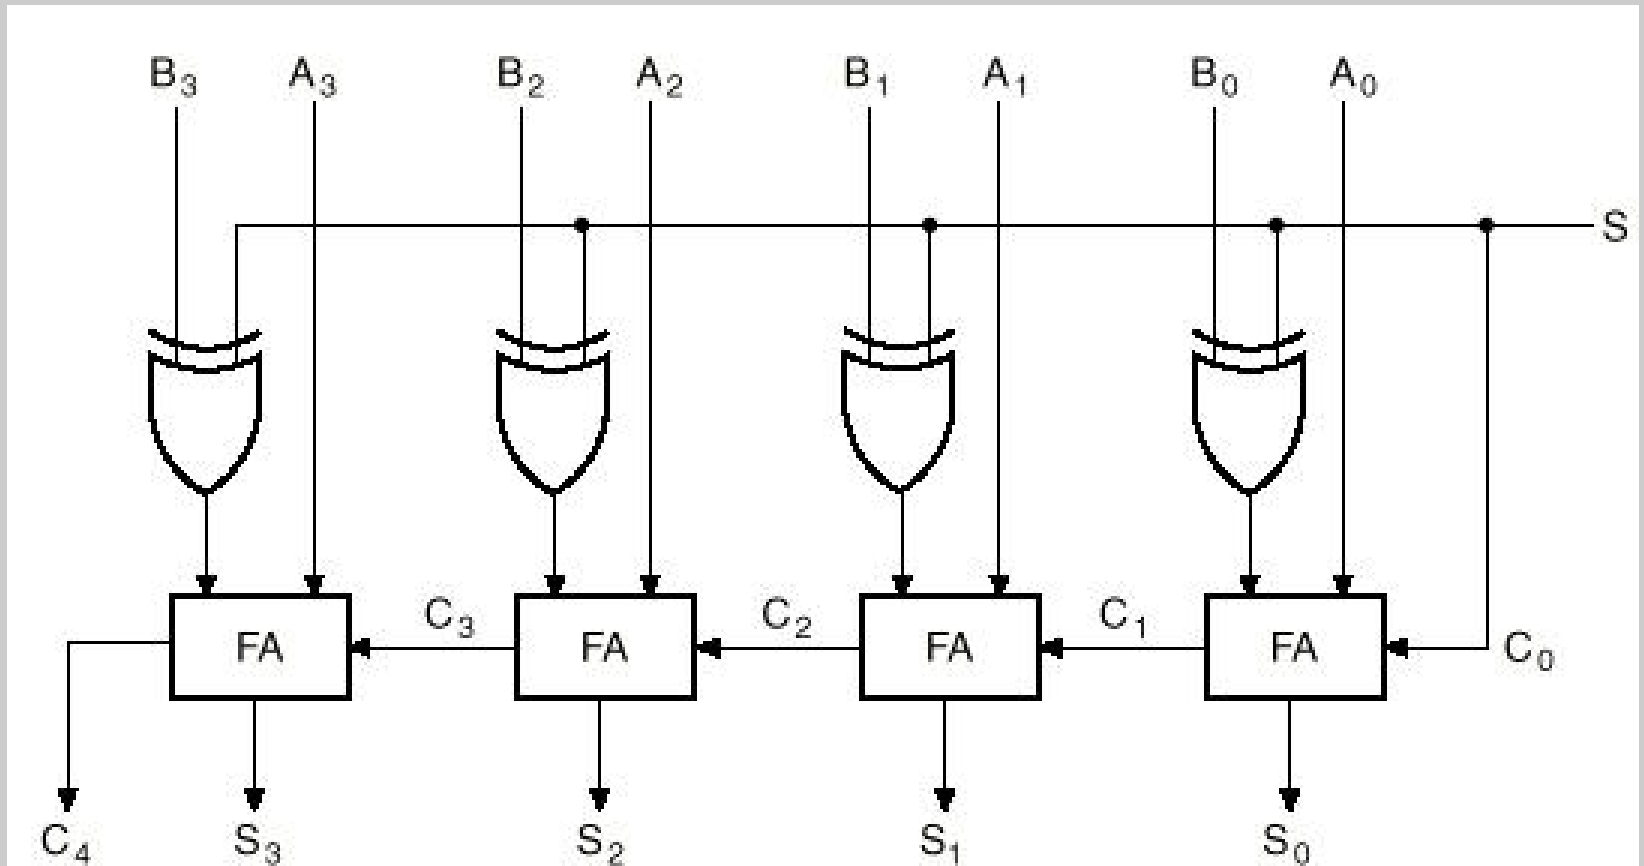 B₃ A₃ B₂ A₂ B₁ A₁ B₀ A₀
S
C₃ C₂ C₁
FA FA FA FA C₀
C₄ S₃ S₂ S₁ S₀